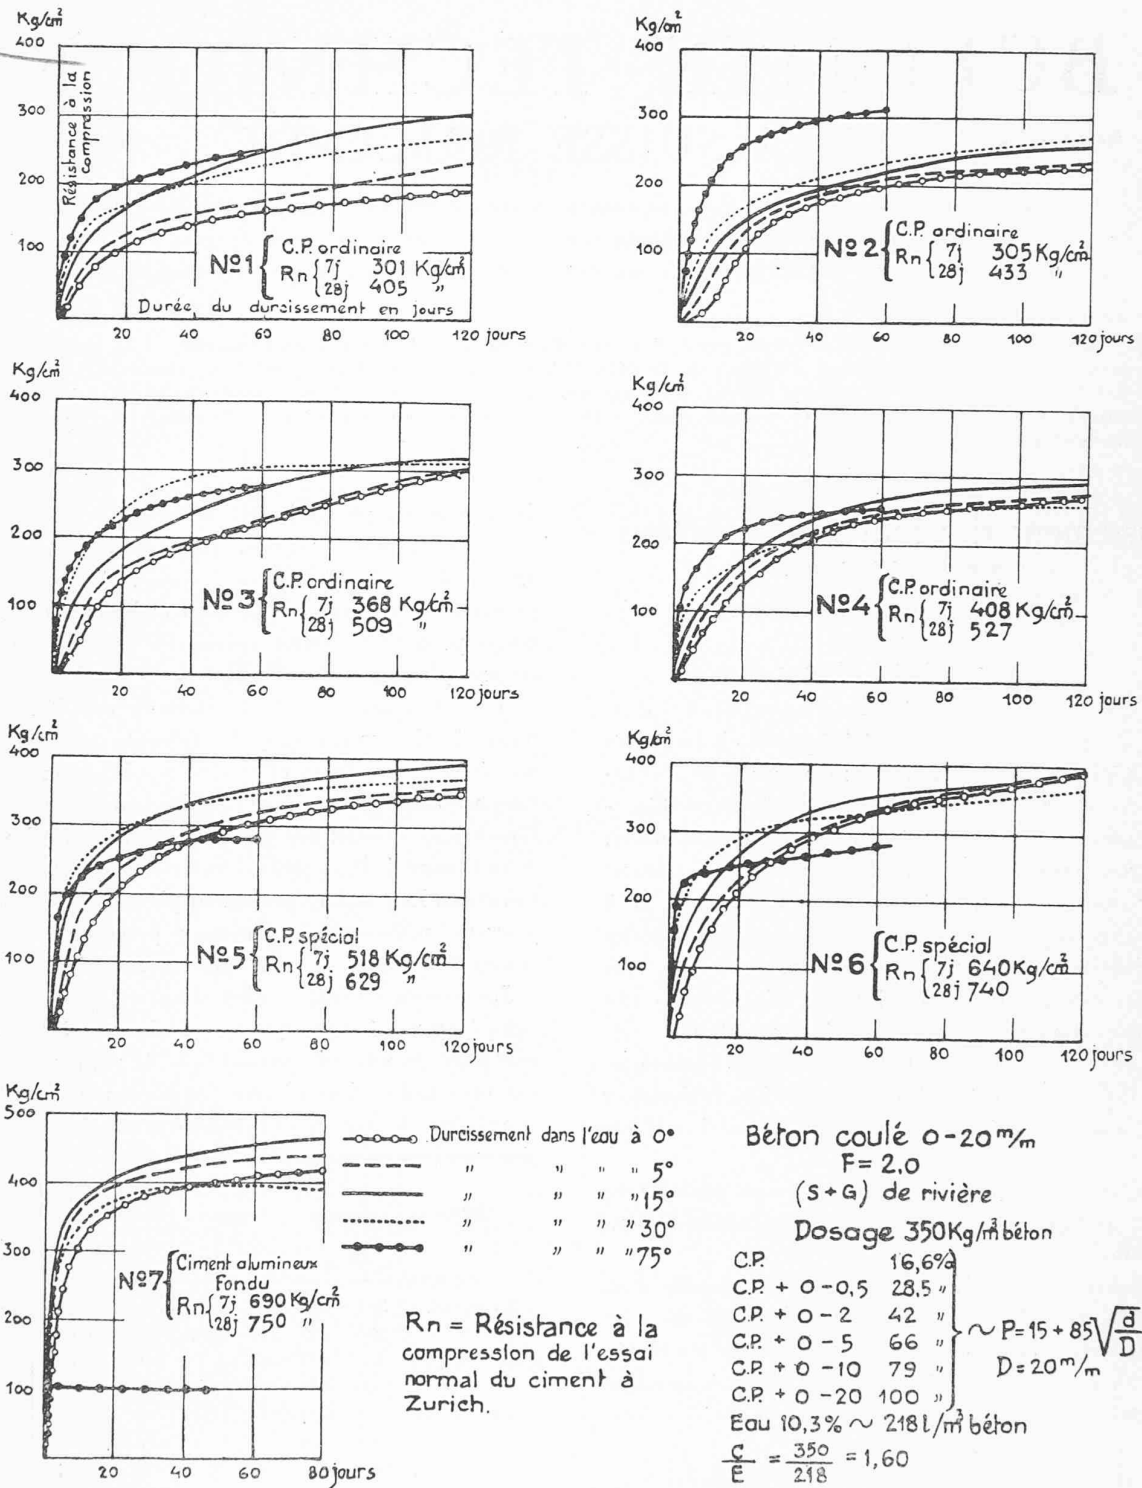 Kg/cm²
400
300
200
100
Résistance à la
compression
Nº1 C.P. ordinaire
Rn 7j 301 Kg/cm²
28j 405 "
Durée du durcissement en jours
20 40 60 80 100 120 jours
Kg/cm²
400
300
200
100
Nº2 C.P. ordinaire
Rn 7j 305 Kg/cm²
28j 433 "
20 40 60 80 100 120 jours
Kg/cm²
400
300
200
100
Nº3 C.P. ordinaire
Rn 7j 368 Kg/cm²
28j 509 "
20 40 60 80 100 120 jours
Kg/cm²
400
300
200
100
Nº4 C.P. ordinaire
Rn 7j 408 Kg/cm²
28j 527
20 40 60 80 100 120 jours
Kg/cm²
400
300
200
100
Nº5 C.P. spécial
Rn 7j 518 Kg/cm²
28j 629 "
20 40 60 80 100 120 jours
Kg/cm²
400
300
200
100
Nº6 C.P. spécial
Rn 7j 640 Kg/cm²
28j 740
20 40 60 80 100 120 jours
Kg/cm²
500
400
300
200
100
Nº7 Ciment alumineux
Fondu
Rn 7j 690 Kg/cm²
28j 750 "
20 40 60 80 jours
Durcissement dans l'eau à 0°
" " " " 5°
" " " " 15°
" " " " 30°
" " " " 75°
Rn = Résistance à la
compression de l'essai
normal du ciment à
Zurich.
Béton coulé 0-20 m/m
F = 2.0
(S + G) de rivière
Dosage 350 Kg/m³ béton
C.P. 16,6%
C.P. + 0-0,5 28,5 "
C.P. + 0-2 42 "
C.P. + 0-5 66 "
C.P. + 0-10 79 "
C.P. + 0-20 100 "
~ P = 15 + 85 √d/D
D = 20 m/m
Eau 10,3% ~ 218 l/m³ béton
C/E = 350/218 = 1,60